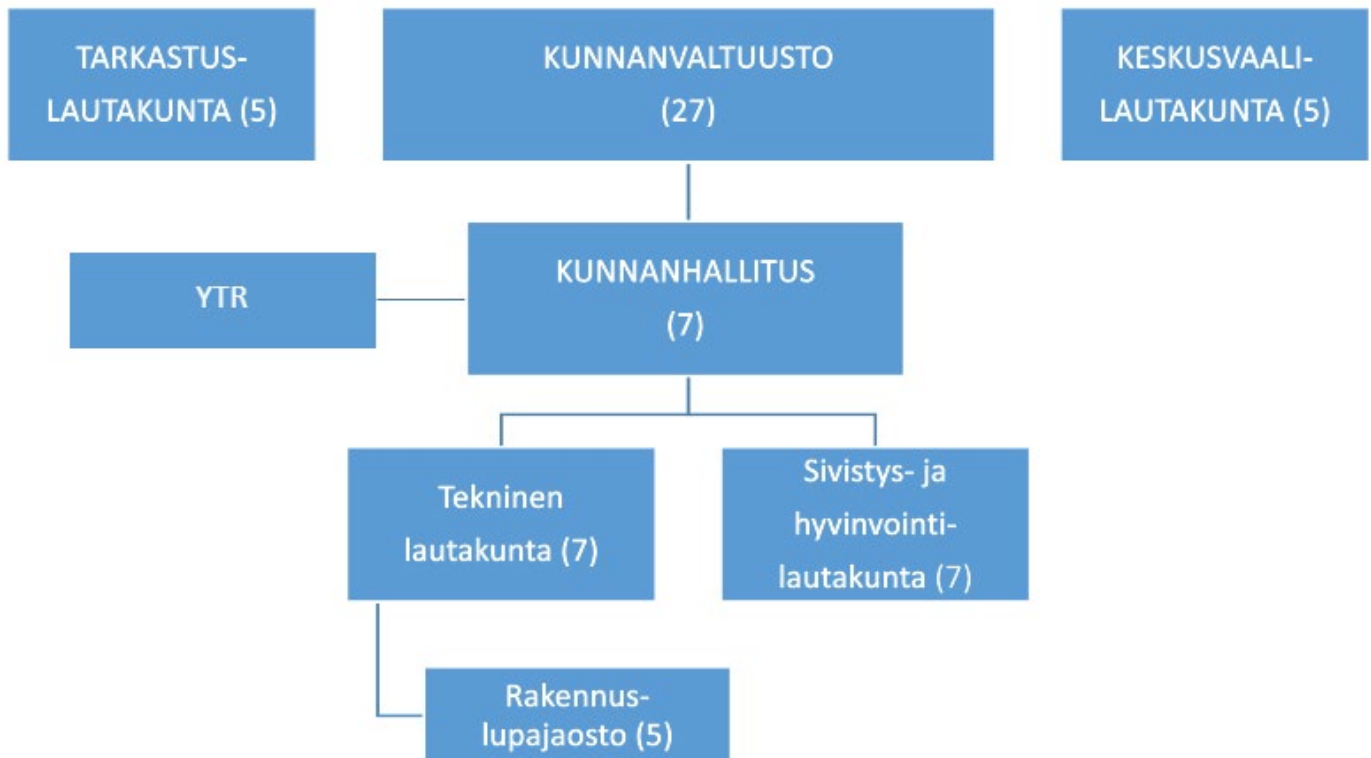 TARKASTUS-
LAUTAKUNTA (5)
KUNNANVALTUUSTO
(27)
KESKUSVAALI-
LAUTAKUNTA (5)
YTR
KUNNANHALLITUS
(7)
Tekninen
lautakunta (7)
Sivistys- ja
hyvinvointi-
lautakunta (7)
Rakennus-
lupajaosto (5)